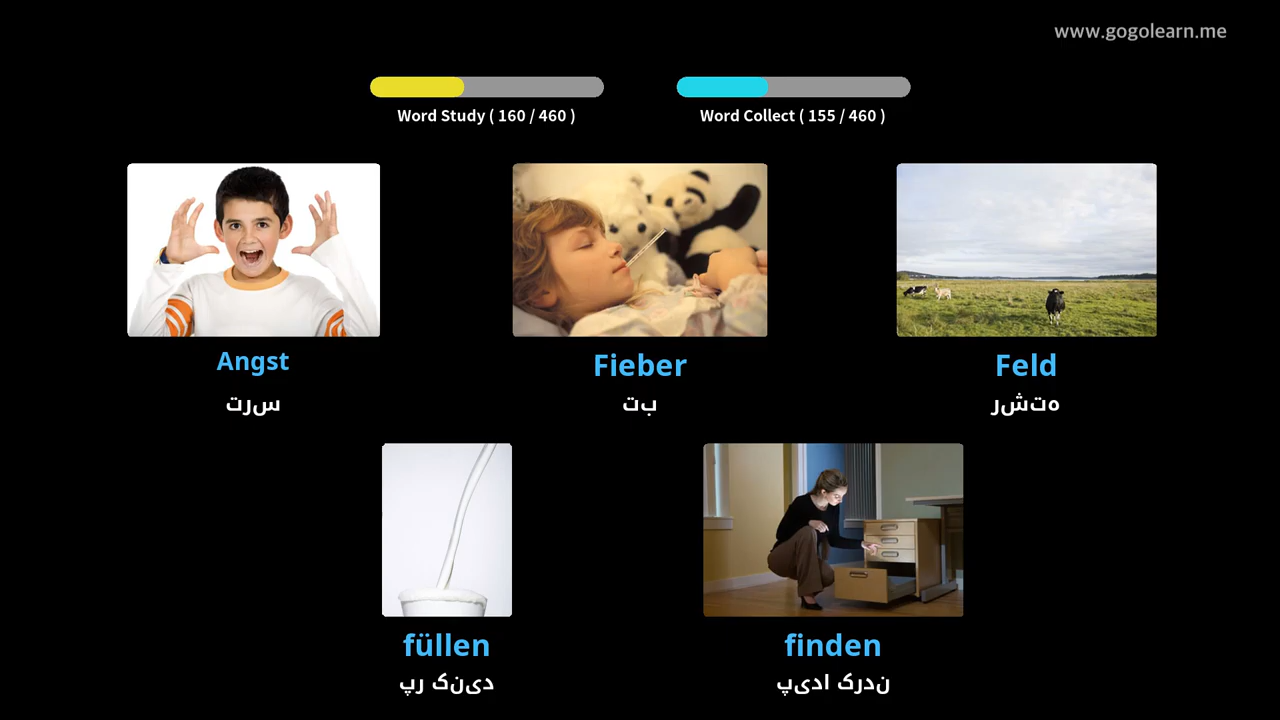 www.gogolearn.me
Word Study ( 160 / 460 )
Word Collect ( 155 / 460 )
Angst
سرت
Fieber
بت
Feld
هتشر
füllen
دینک رپ
finden
ندرک ادیپ